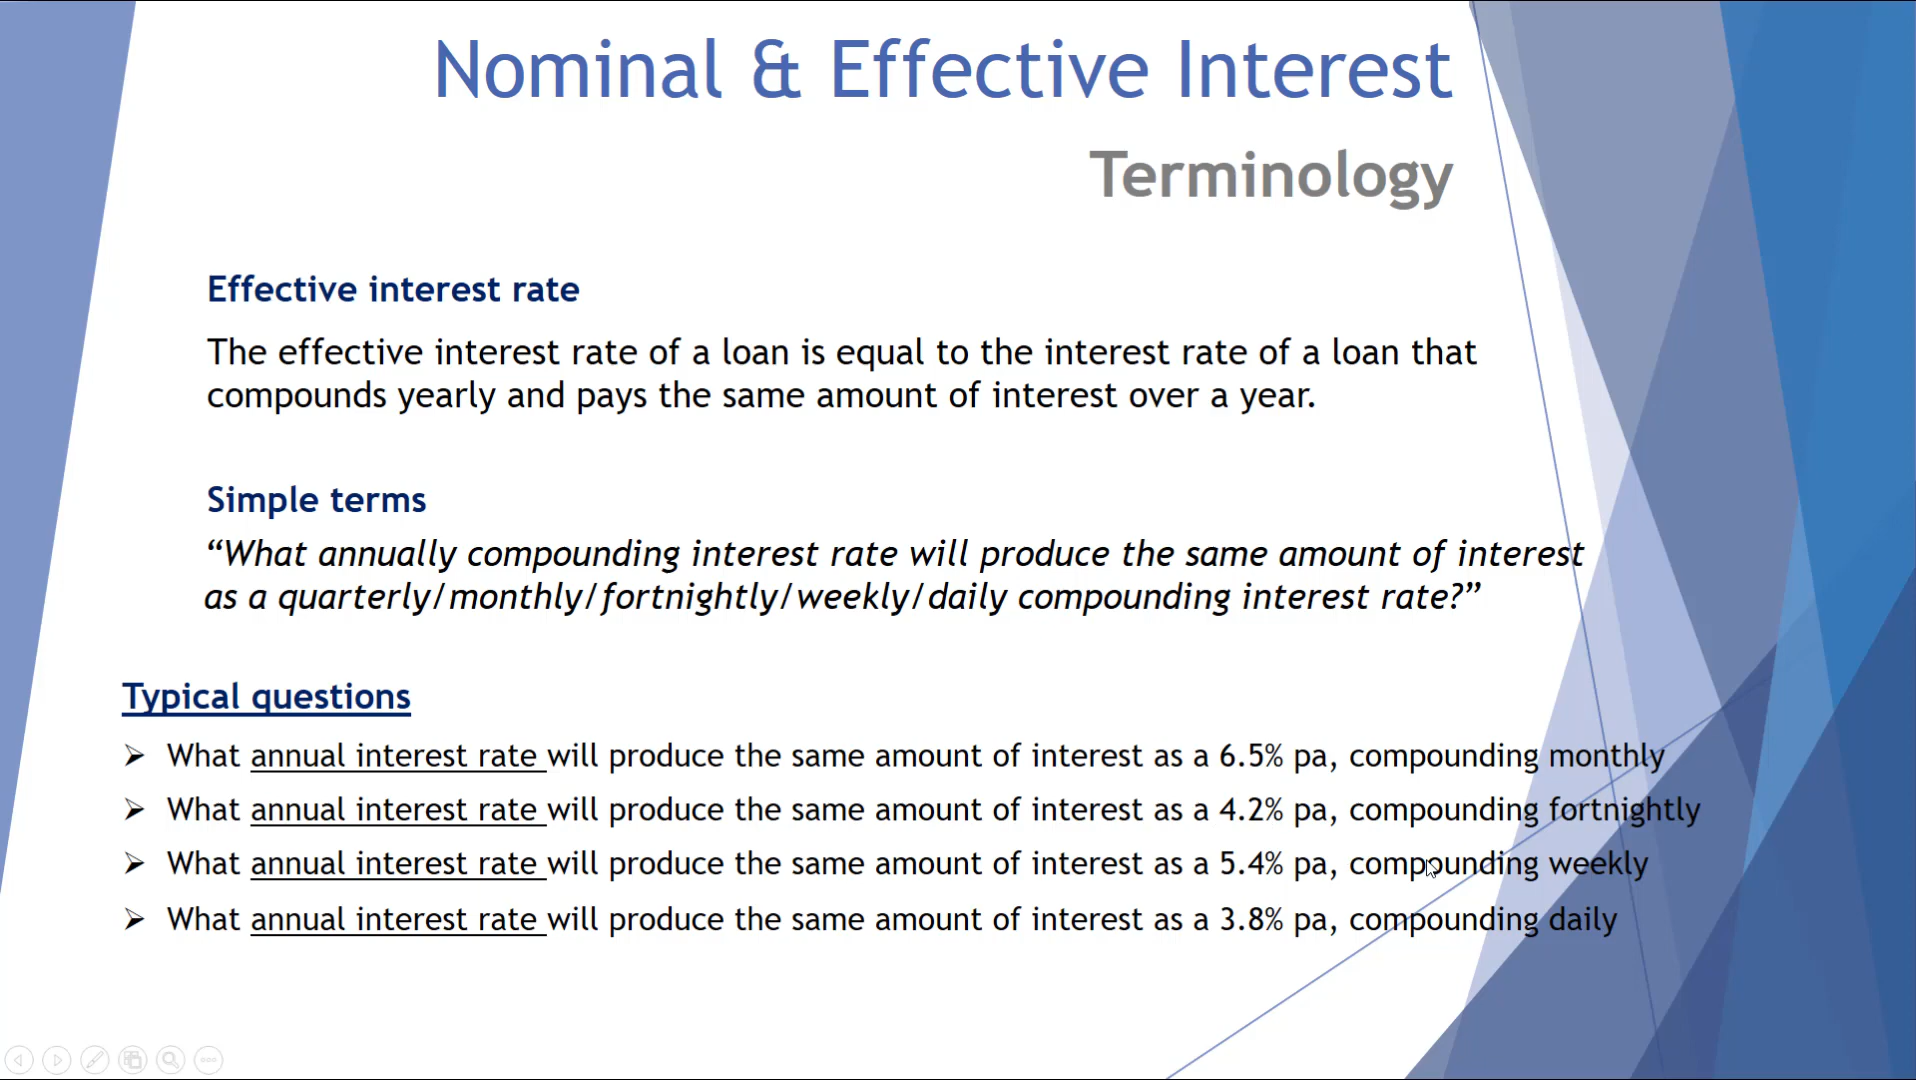 Nominal & Effective Interest
Terminology
Effective interest rate
The effective interest rate of a loan is equal to the interest rate of a loan that
compounds yearly and pays the same amount of interest over a year.
Simple terms
“What annually compounding interest rate will produce the same amount of interest
as a quarterly/monthly/fortnightly/weekly/daily compounding interest rate?”
Typical questions
➢ What annual interest rate will produce the same amount of interest as a 6.5% pa, compounding monthly
➢ What annual interest rate will produce the same amount of interest as a 4.2% pa, compounding fortnightly
➢ What annual interest rate will produce the same amount of interest as a 5.4% pa, compounding weekly
➢ What annual interest rate will produce the same amount of interest as a 3.8% pa, compounding daily